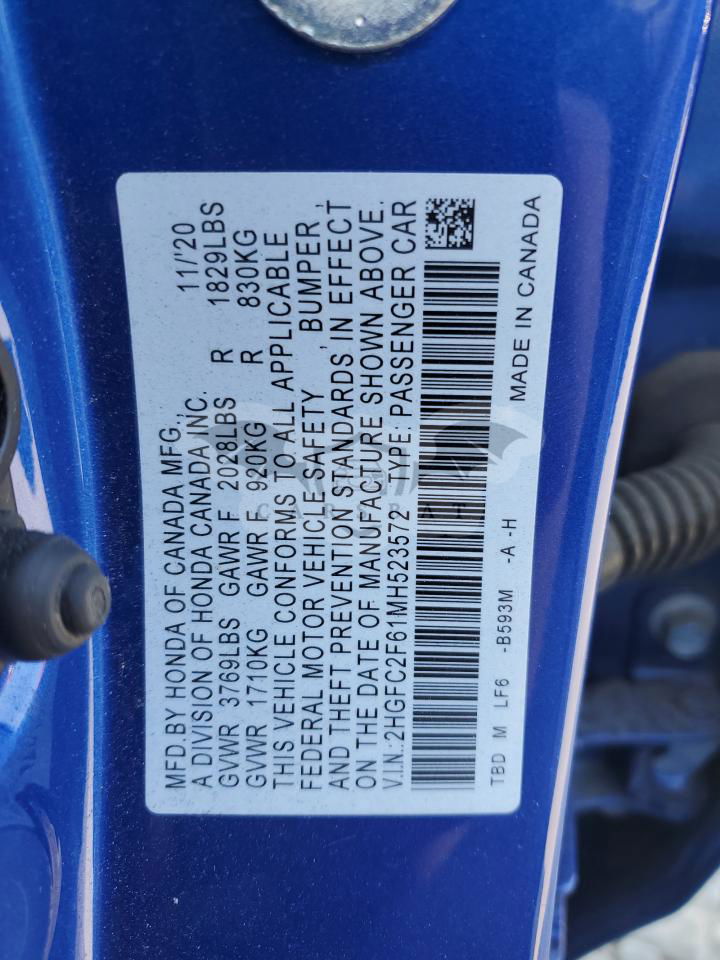 MFD.BY HONDA OF CANADA MFG., 11/'20
A DIVISION OF HONDA CANADA INC.
GVWR 3769LBS GAWR F 2028LBS R 1829LBS
GVWR 1710KG GAWR F 920KG R 830KG
THIS VEHICLE CONFORMS TO ALL APPLICABLE
FEDERAL MOTOR VEHICLE SAFETY , BUMPER ,
AND THEFT PREVENTION STANDARDS IN EFFECT
ON THE DATE OF MANUFACTURE SHOWN ABOVE.
V.I.N.:2HGFC2F61MH523572 TYPE: PASSENGER CAR
TBD M LF6 -B593M -A -H MADE IN CANADA